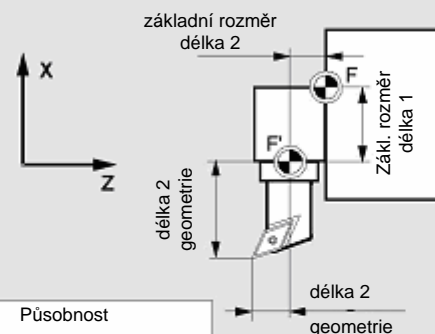 základní rozměr
délka 2
X
F
Zákl. rozměr
délka 1
F'
Z
délka 2
geometrie
délka 2
geometrie
Působnost